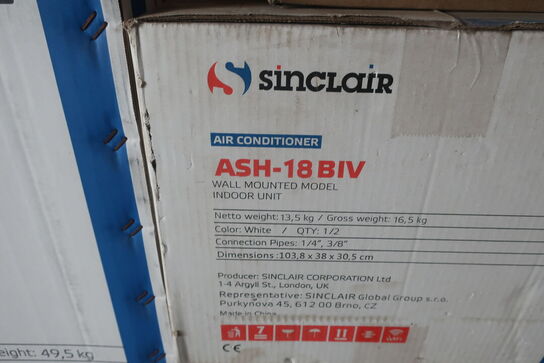 sinclair
AIR CONDITIONER
ASH-18 BIV
WALL MOUNTED MODEL
INDOOR UNIT
Netto weight: 13,5 kg / Gross weight: 16,5 kg
Color: White / QTY: 1/2
Connection Pipes: 1/4", 3/8"
Dimensions: 103,8 x 38 x 30,5 cm
Producer: SINCLAIR CORPORATION Ltd
1-4 Argyll St., London, UK
Representative: SINCLAIR Global Group s.r.o.
Purkynova 45, 612 00 Brno, CZ
Made in China
7
CE
eight: 49,5 kg